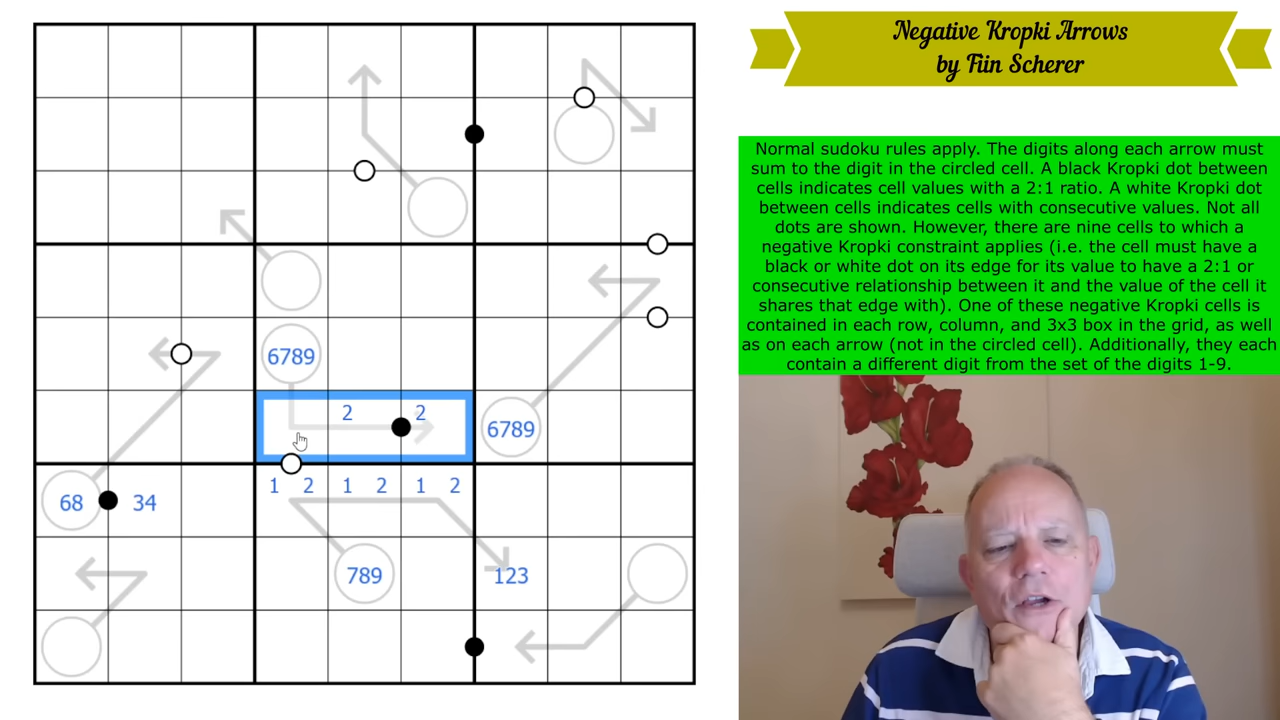 Negative Kropki Arrows
by Fiin Scherer
Normal sudoku rules apply. The digits along each arrow must
sum to the digit in the circled cell. A black Kropki dot between
cells indicates cell values with a 2:1 ratio. A white Kropki dot
between cells indicates cells with consecutive values. Not all
dots are shown. However, there are nine cells to which a
negative Kropki constraint applies (i.e. the cell must have a
black or white dot on its edge for its value to have a 2:1 or
consecutive relationship between it and the value of the cell it
shares that edge with). One of these negative Kropki cells is
contained in each row, column, and 3x3 box in the grid, as well
as on each arrow (not in the circled cell). Additionally, they each
contain a different digit from the set of the digits 1-9.
6789
2 2
6789
68 34 1 2 1 2 1 2
789 123